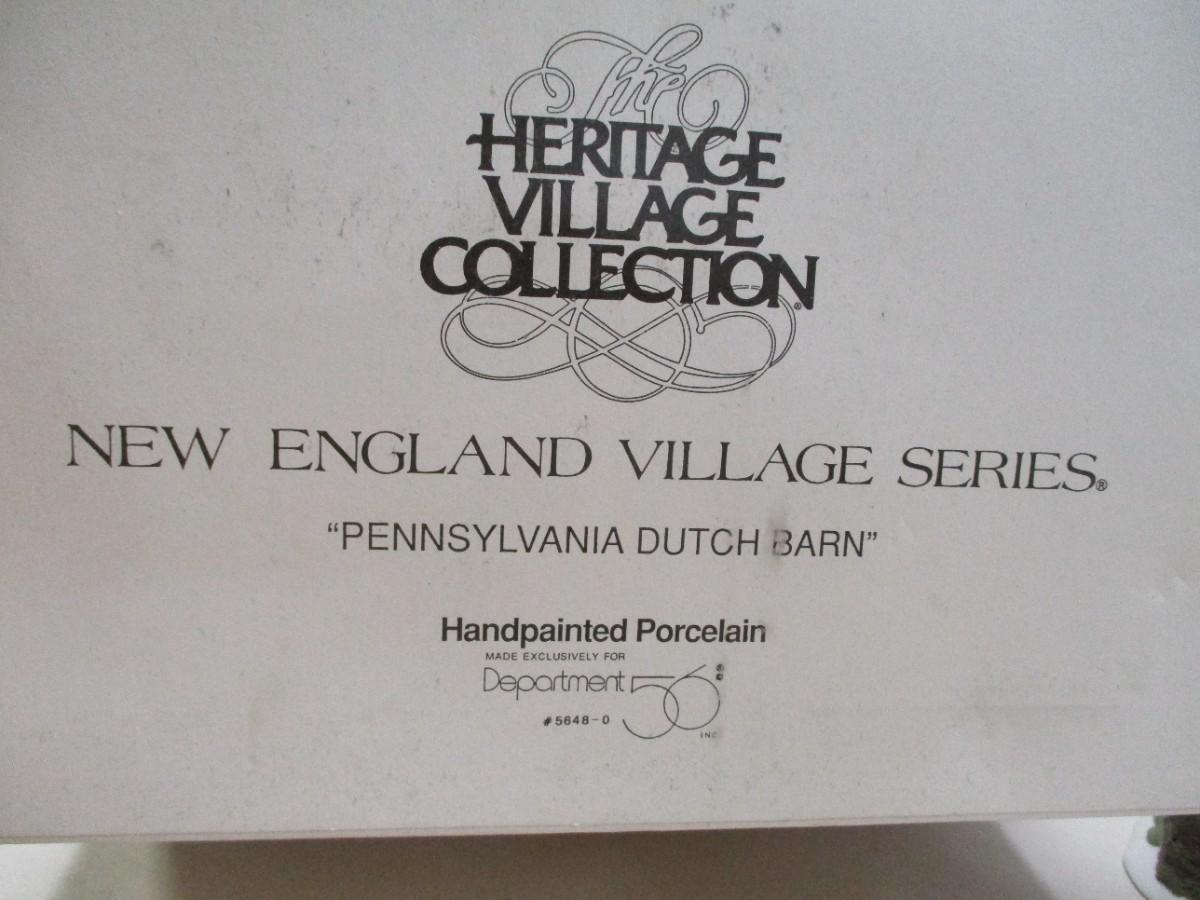 The
HERITAGE
VILLAGE
COLLECTION®
NEW ENGLAND VILLAGE SERIES®
“PENNSYLVANIA DUTCH BARN”
Handpainted Porcelain
MADE EXCLUSIVELY FOR
Department 56®
#5648-0
INC